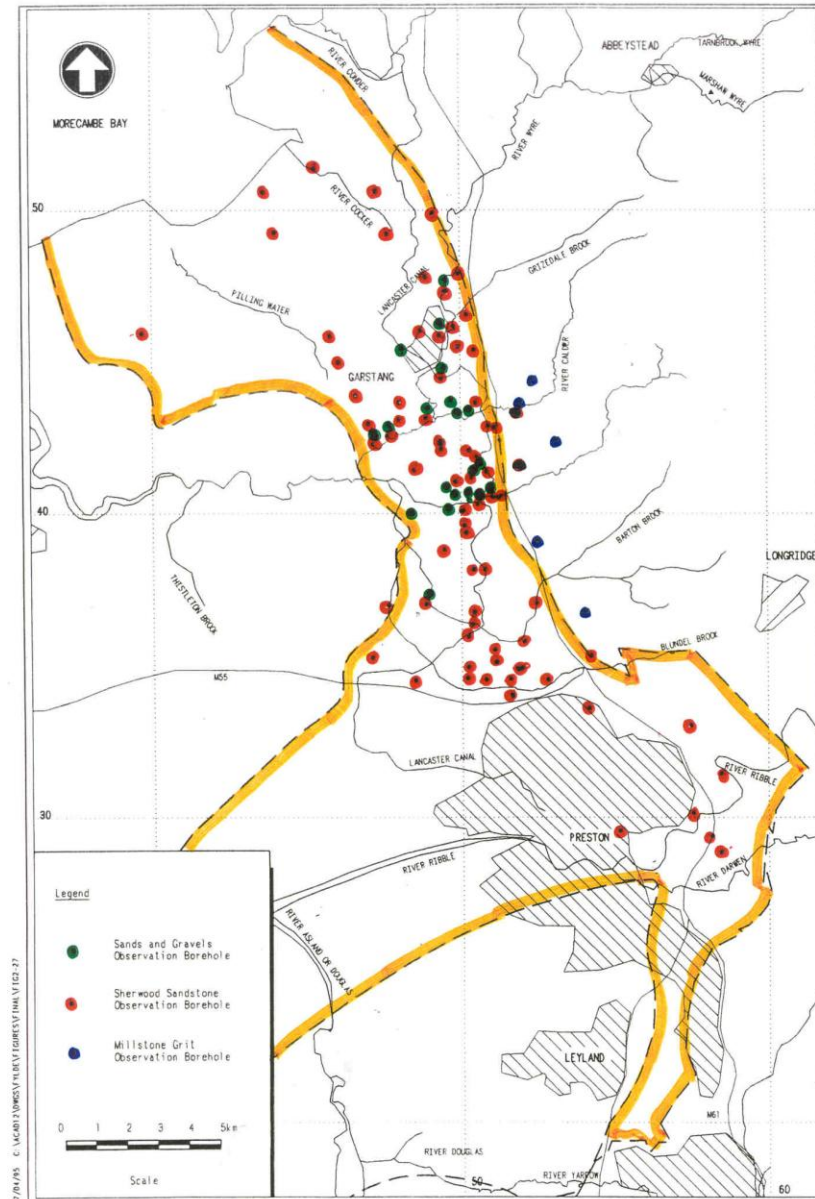 ABBEYSTEAD
TARNBROOK WYRE
MARSHAW WYRE
RIVER CONDER
MORECAMBE BAY
RIVER WYRE
50
RIVER COCKER
GRIZEDALE BROOK
LANCASTER CANAL
PILLING WATER
RIVER CALDER
GARSTANG
40
BARTON BROOK
LONGRIDGE
THISTLETON BROOK
BLUNDEL BROOK
M55
LANCASTER CANAL
RIVER RIBBLE
30
PRESTON
RIVER RIBBLE
RIVER DARWEN
RIVER ASLAND OR DOUGLAS
Legend
Sands and Gravels
Observation Borehole
Sherwood Sandstone
Observation Borehole
Millstone Grit
Observation Borehole
LEYLAND
M61
0 1 2 3 4 5km
Scale
RIVER DOUGLAS
RIVER YARROW
50
60